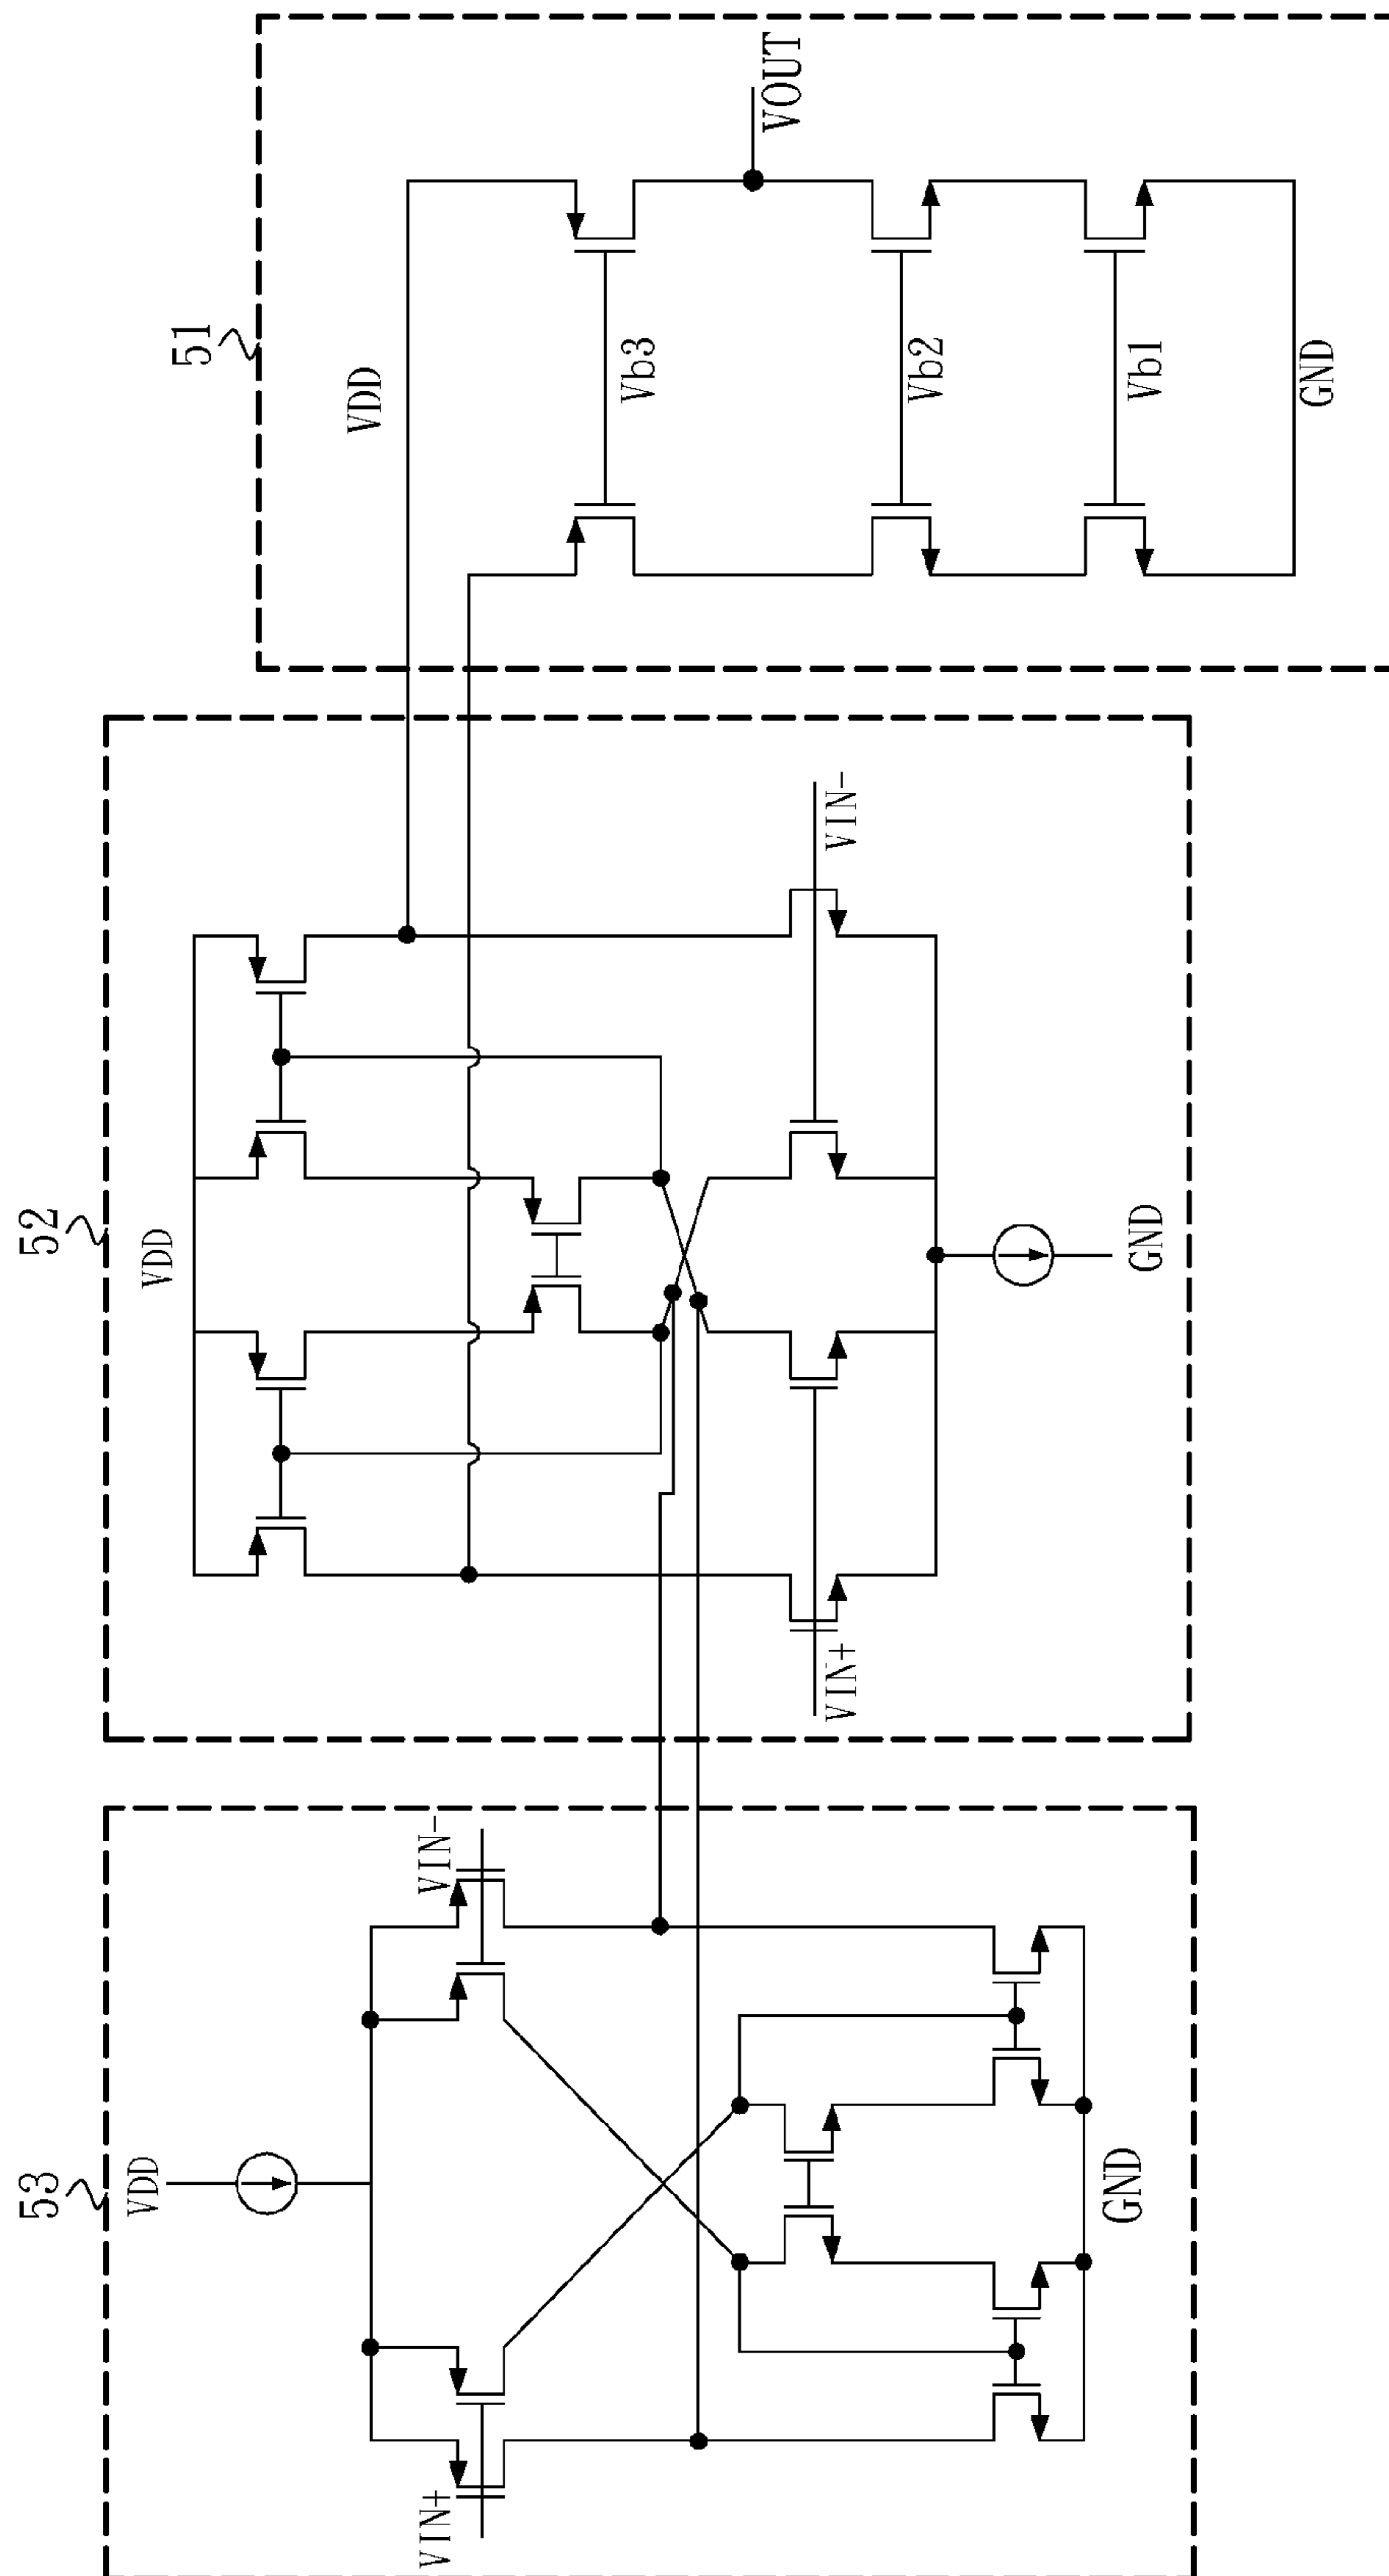 53
VDD
VIN+
VIN-
GND
52
VDD
VIN+
VIN-
GND
51
VDD
VOUT
Vb3
Vb2
Vb1
GND